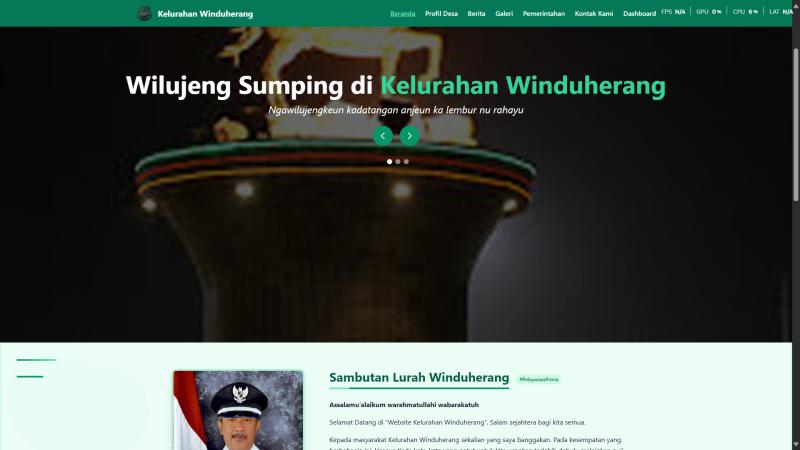 Kelurahan Winduherang
Beranda Profil Desa Berita Galeri Pemerintahan Kontak Kami Dashboard
FPS N/A GPU 0% CPU 6% LAT N/A
Wilujeng Sumping di Kelurahan Winduherang
Ngawilujengkeun kadatangan anjeun ka lembur nu rahayu
Sambutan Lurah Winduherang
#PelayananPrima
Assalamu'alaikum warahmatullahi wabarakatuh
Selamat Datang di "Website Kelurahan Winduherang". Salam sejahtera bagi kita semua.
Kepada masyarakat Kelurahan Winduherang sekalian yang saya banggakan. Pada kesempatan yang